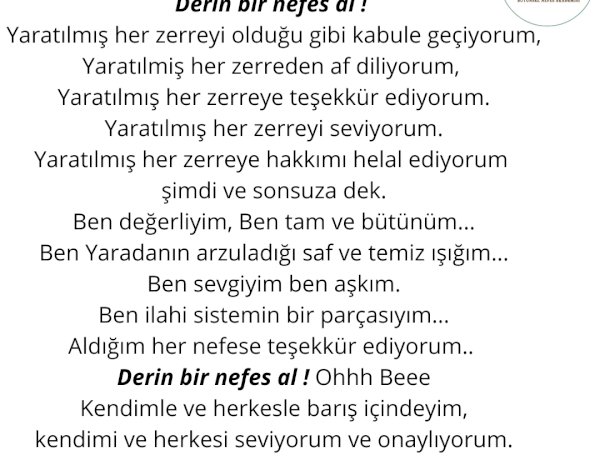 Derin bir nefes al !
Yaratılmış her zerreyi olduğu gibi kabule geçiyorum,
Yaratılmiş her zerreden af diliyorum,
Yaratılmış her zerreye teşekkür ediyorum.
Yaratılmış her zerreyi seviyorum.
Yaratılmış her zerreye hakkımı helal ediyorum
şimdi ve sonsuza dek.
Ben değerliyim, Ben tam ve bütünüm...
Ben Yaradanın arzuladığı saf ve temiz ışığım...
Ben sevgiyim ben aşkım.
Ben ilahi sistemin bir parçasıyım...
Aldığım her nefese teşekkür ediyorum..
Derin bir nefes al ! Ohhh Beee
Kendimle ve herkesle barış içindeyim,
kendimi ve herkesi seviyorum ve onaylıyorum.